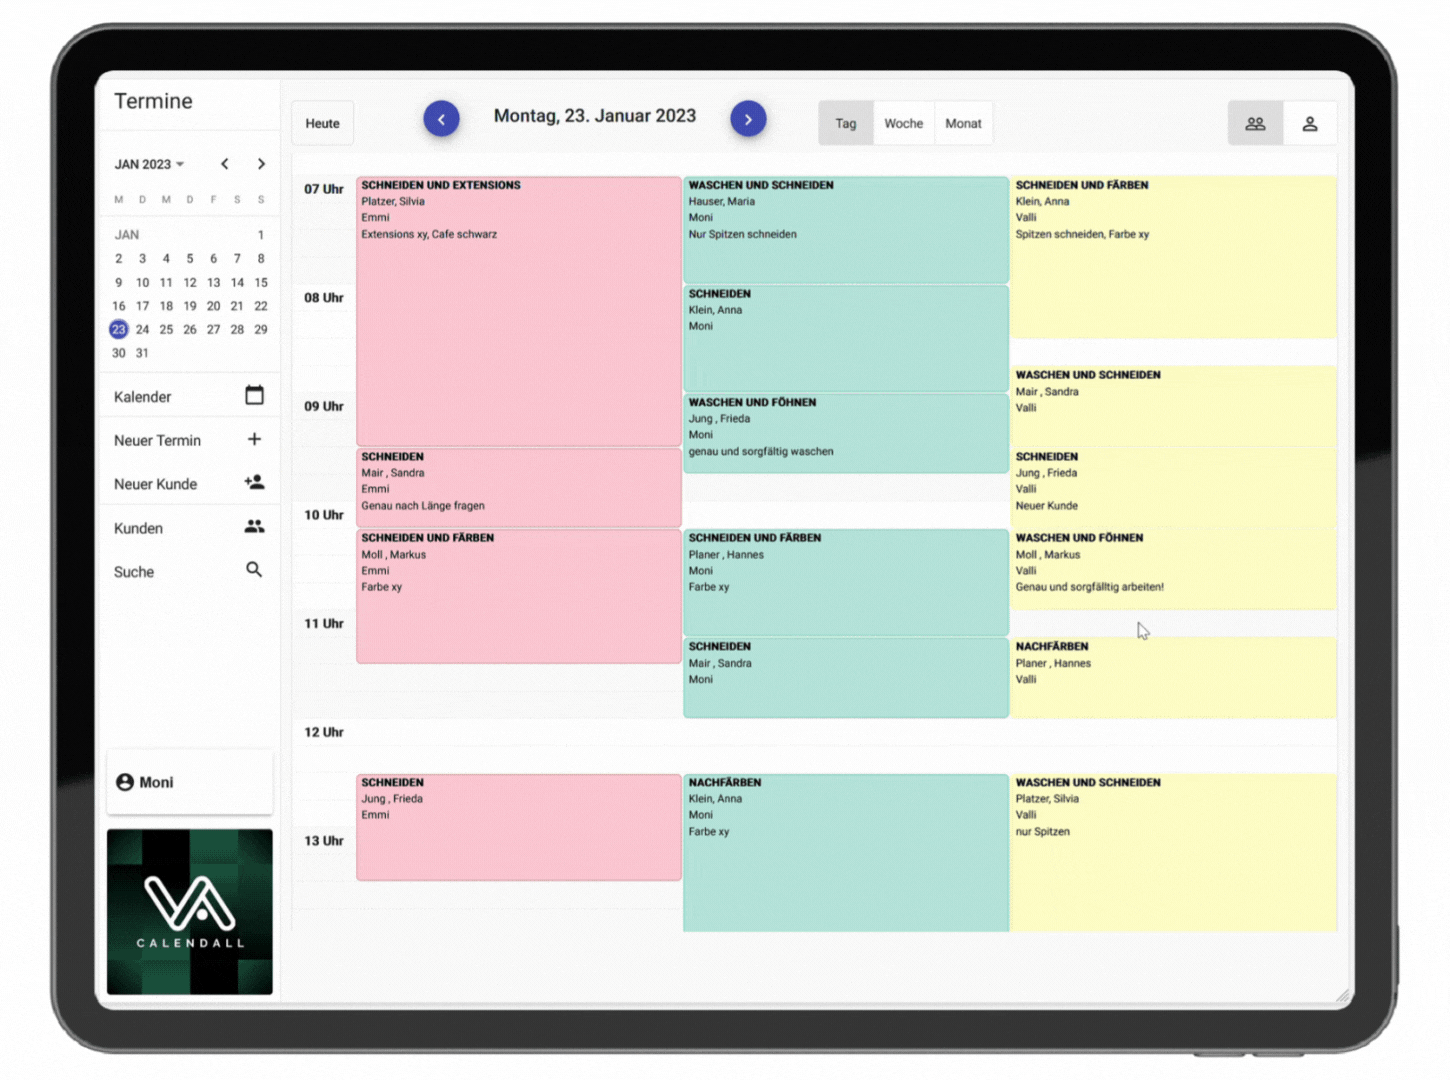 Termine
Heute
Montag, 23. Januar 2023
Tag Woche Monat
JAN 2023
M D M D F S S
JAN 1
2 3 4 5 6 7 8
9 10 11 12 13 14 15
16 17 18 19 20 21 22
23 24 25 26 27 28 29
30 31
Kalender
Neuer Termin
Neuer Kunde
Kunden
Suche
Moni
CALENDALL
07 Uhr
08 Uhr
09 Uhr
10 Uhr
11 Uhr
12 Uhr
13 Uhr
SCHNEIDEN UND EXTENSIONS
Platzer, Silvia
Emmi
Extensions xy, Cafe schwarz
SCHNEIDEN
Mair , Sandra
Emmi
Genau nach Länge fragen
SCHNEIDEN UND FÄRBEN
Moll , Markus
Emmi
Farbe xy
SCHNEIDEN
Jung , Frieda
Emmi
WASCHEN UND SCHNEIDEN
Hauser, Maria
Moni
Nur Spitzen schneiden
SCHNEIDEN
Klein, Anna
Moni
WASCHEN UND FÖHNEN
Jung , Frieda
Moni
genau und sorgfältig waschen
SCHNEIDEN UND FÄRBEN
Planer , Hannes
Moni
Farbe xy
SCHNEIDEN
Mair , Sandra
Moni
NACHFÄRBEN
Klein, Anna
Moni
Farbe xy
SCHNEIDEN UND FÄRBEN
Klein, Anna
Valli
Spitzen schneiden, Farbe xy
WASCHEN UND SCHNEIDEN
Mair , Sandra
Valli
SCHNEIDEN
Jung , Frieda
Valli
Neuer Kunde
WASCHEN UND FÖHNEN
Moll , Markus
Valli
Genau und sorgfälltig arbeiten!
NACHFÄRBEN
Planer , Hannes
Valli
WASCHEN UND SCHNEIDEN
Platzer, Silvia
Valli
nur Spitzen